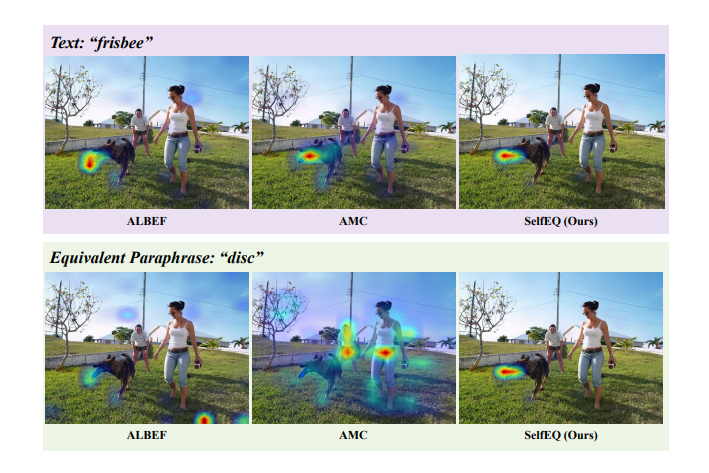 Text: “frisbee”
ALBEF AMC SelfEQ (Ours)
Equivalent Paraphrase: “disc”
ALBEF AMC SelfEQ (Ours)